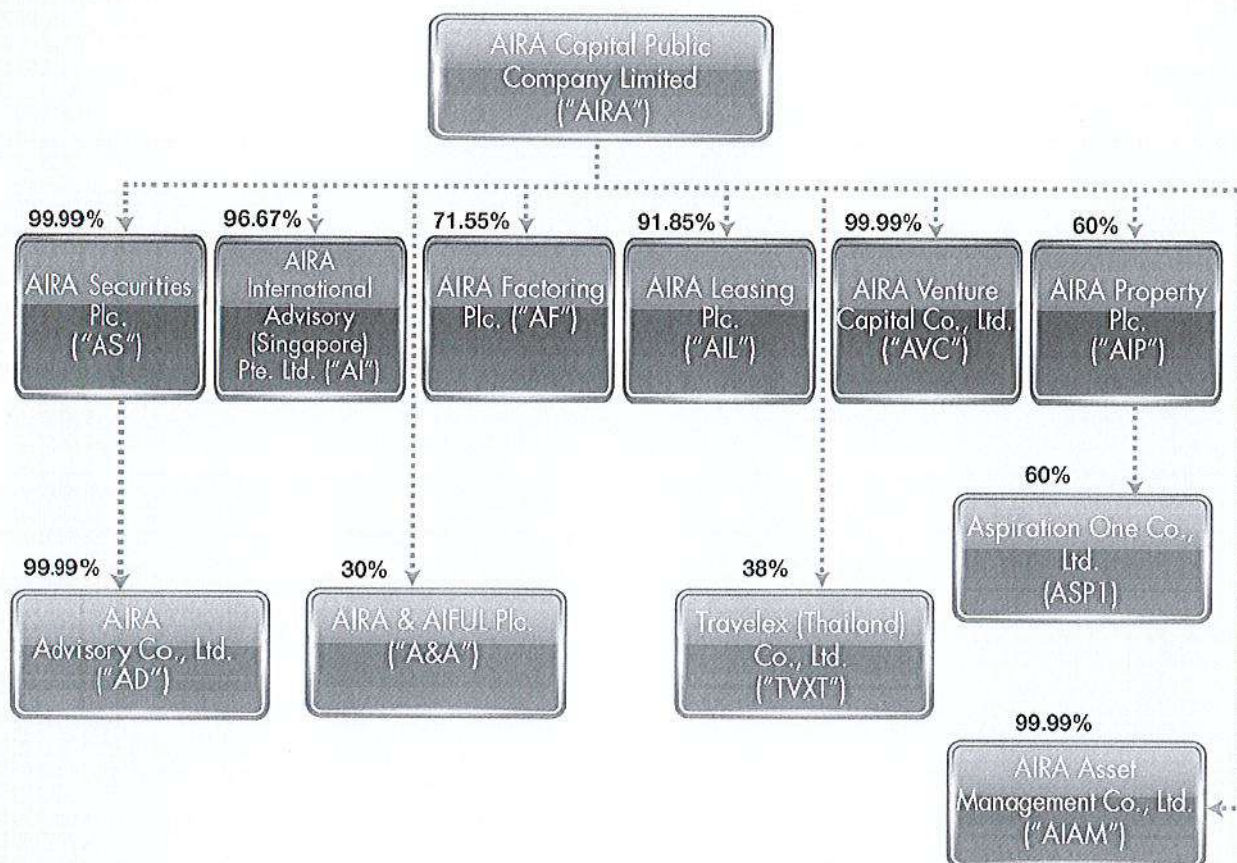 AIRA Capital Public
Company Limited
("AIRA")
99.99%
AIRA Securities
Plc.
("AS")
96.67%
AIRA
International
Advisory
(Singapore)
Pte. Ltd. ("AI")
71.55%
AIRA Factoring
Plc. ("AF")
91.85%
AIRA Leasing
Plc.
("AIL")
99.99%
AIRA Venture
Capital Co., Ltd.
("AVC")
60%
AIRA Property
Plc.
("AIP")
60%
Aspiration One Co.,
Ltd.
(ASP1)
99.99%
AIRA
Advisory Co., Ltd.
("AD")
30%
AIRA & AIFUL Plc.
("A&A")
38%
Travelex (Thailand)
Co., Ltd.
("TVXT")
99.99%
AIRA Asset
Management Co., Ltd.
("AIAM")